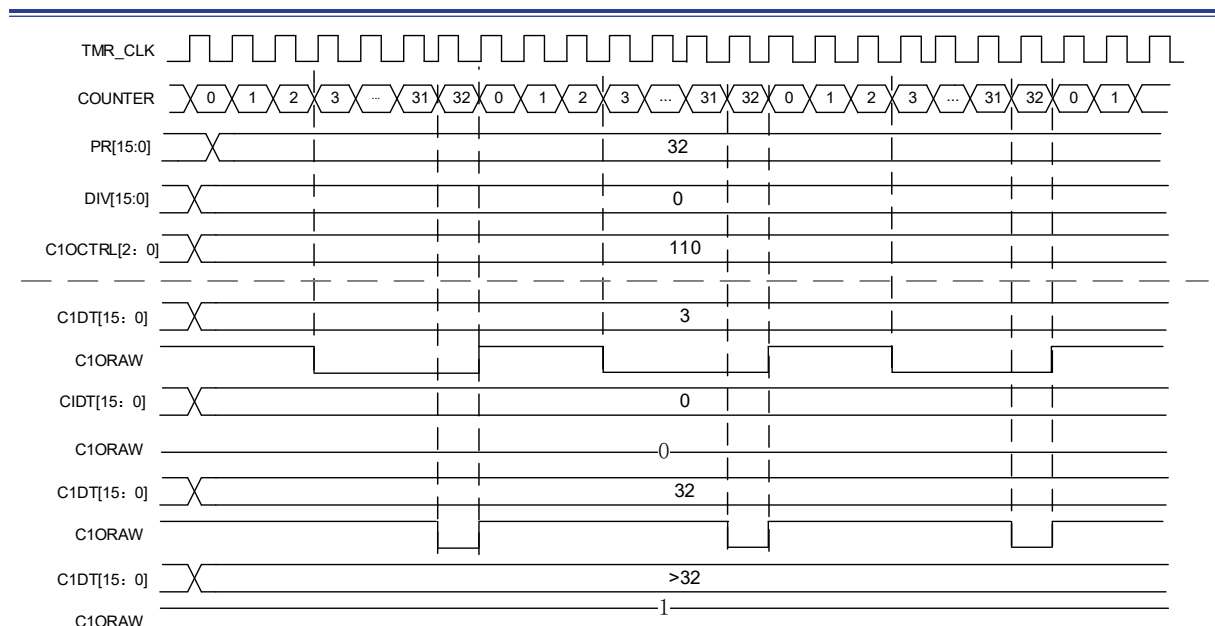 TMR_CLK
COUNTER 0 1 2 3 ... 31 32 0 1 2 3 ... 31 32 0 1 2 3 ... 31 32 0 1
PR[15:0] 32
DIV[15:0] 0
C1OCTRL[2：0] 110
C1DT[15：0] 3
C1ORAW
CIDT[15：0] 0
C1ORAW 0
C1DT[15：0] 32
C1ORAW
C1DT[15：0] >32
C1ORAW 1